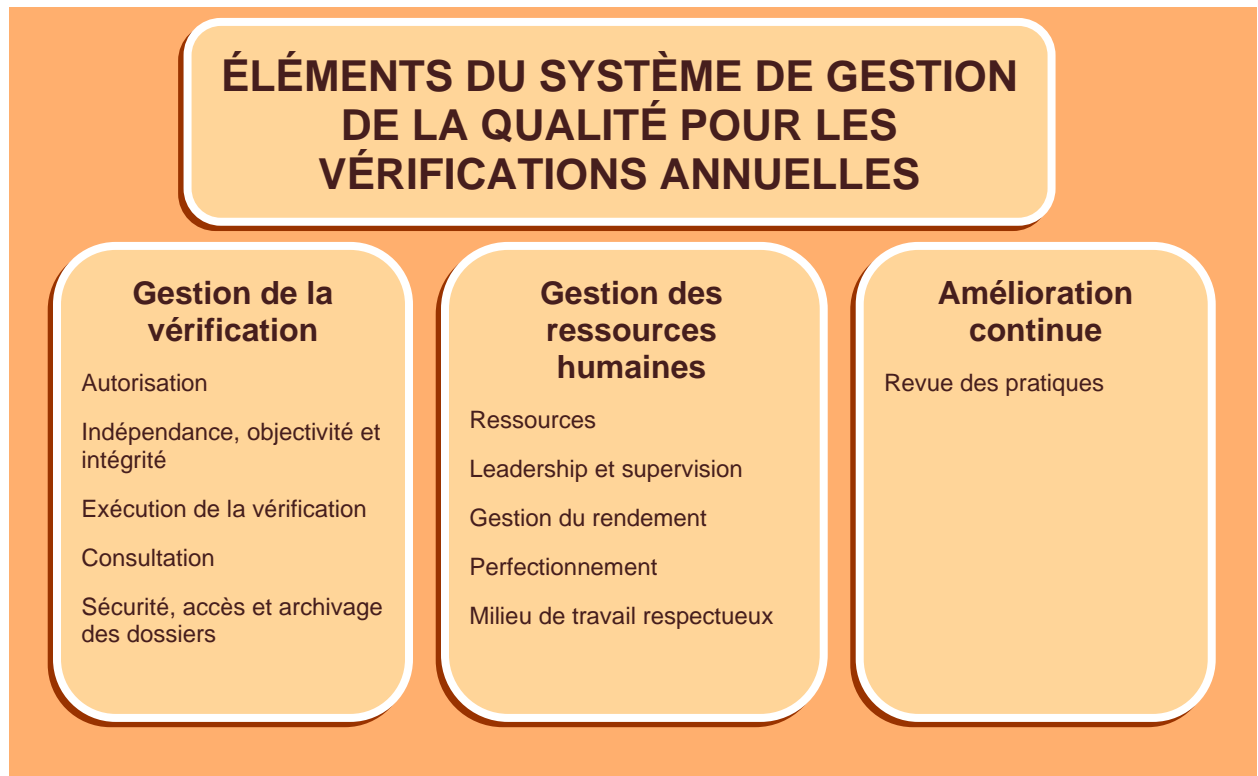 ÉLÉMENTS DU SYSTÈME DE GESTION
DE LA QUALITÉ POUR LES
VÉRIFICATIONS ANNUELLES
Gestion de la
vérification
Autorisation
Indépendance, objectivité et
intégrité
Exécution de la vérification
Consultation
Sécurité, accès et archivage
des dossiers
Gestion des
ressources
humaines
Ressources
Leadership et supervision
Gestion du rendement
Perfectionnement
Milieu de travail respectueux
Amélioration
continue
Revue des pratiques